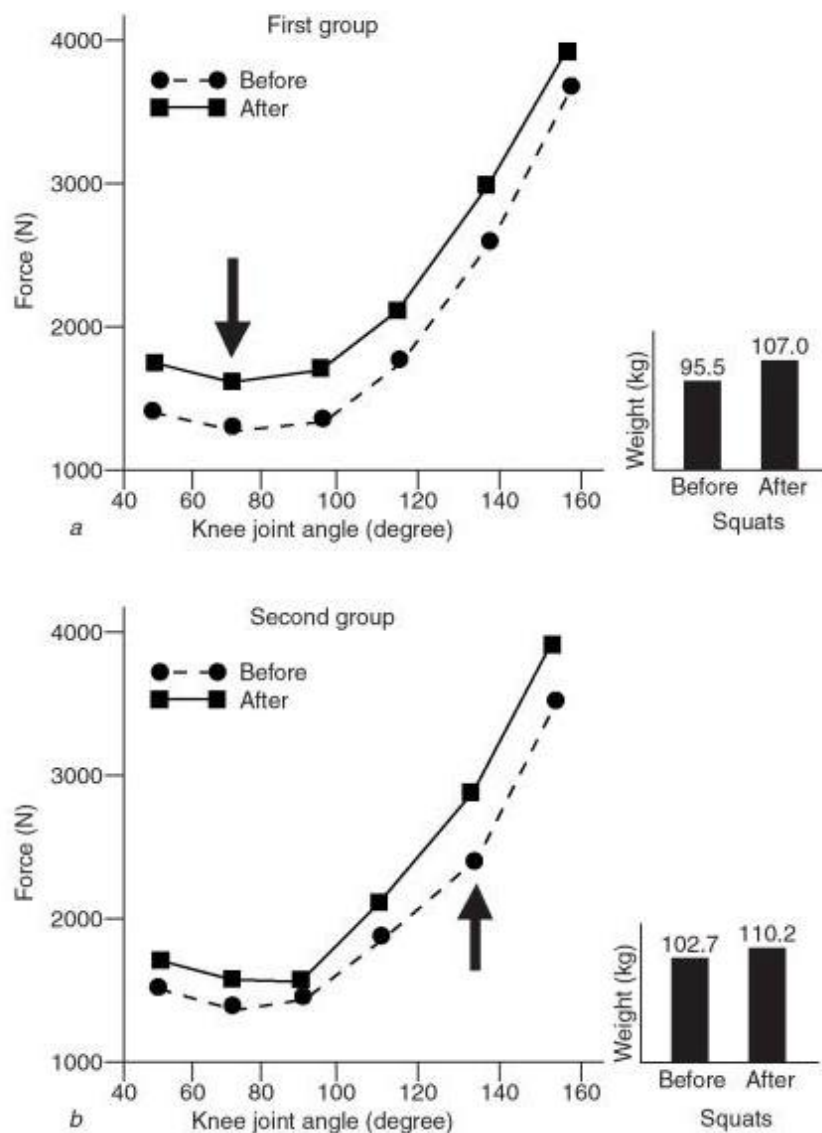 First group
Before
After
Force (N)
4000
3000
2000
1000
40 60 80 100 120 140 160
Knee joint angle (degree)
a
Weight (kg)
95.5 107.0
Before After
Squats
Second group
Before
After
Force (N)
4000
3000
2000
1000
40 60 80 100 120 140 160
Knee joint angle (degree)
b
Weight (kg)
102.7 110.2
Before After
Squats